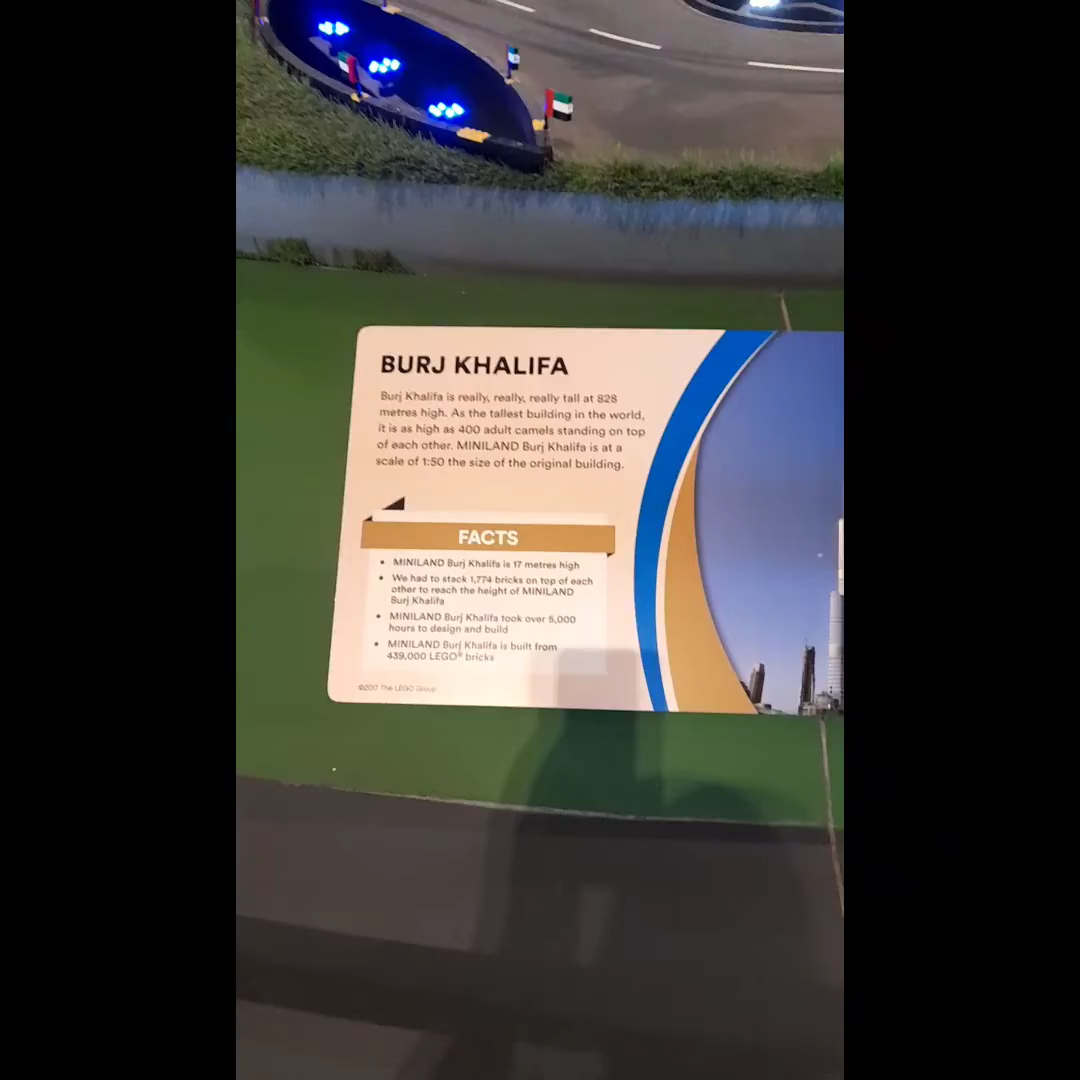 BURJ KHALIFA
Burj Khalifa is really, really, really tall at 828
metres high. As the tallest building in the world,
it is as high as 400 adult camels standing on top
of each other. MINILAND Burj Khalifa is at a
scale of 1:50 the size of the original building.
FACTS
• MINILAND Burj Khalifa is 17 metres high
• We had to stack 1,774 bricks on top of each
other to reach the height of MINILAND
Burj Khalifa
• MINILAND Burj Khalifa took over 5,000
hours to design and build
• MINILAND Burj Khalifa is built from
439,000 LEGO® bricks
©2017 The LEGO Group